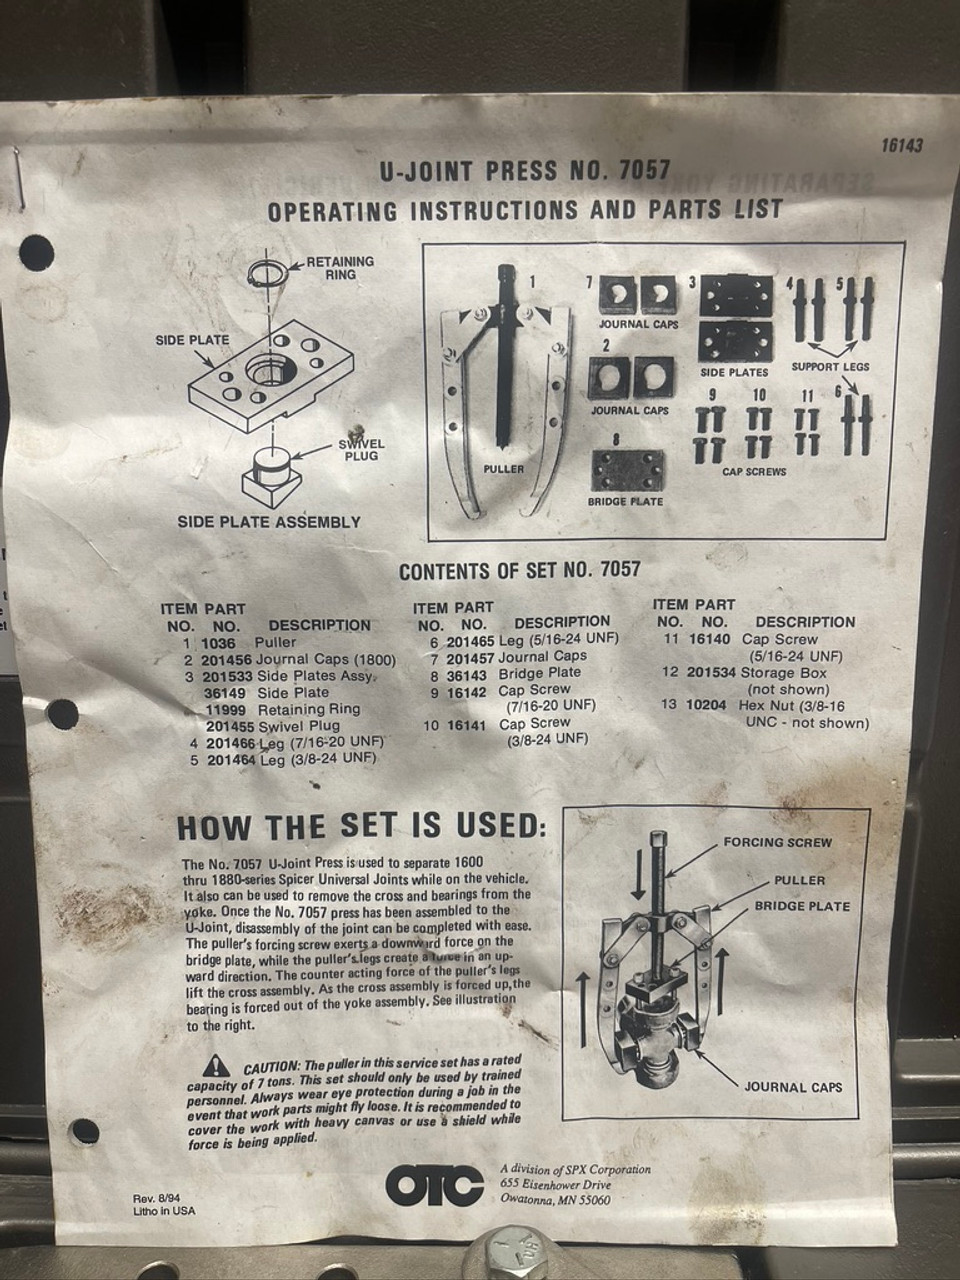 16143
U-JOINT PRESS NO. 7057
OPERATING INSTRUCTIONS AND PARTS LIST
RETAINING
RING
SIDE PLATE
SWIVEL
PLUG
SIDE PLATE ASSEMBLY
1
PULLER
7
JOURNAL CAPS
2
JOURNAL CAPS
8
BRIDGE PLATE
3
SIDE PLATES
4
5
SUPPORT LEGS
6
9
10
11
CAP SCREWS
CONTENTS OF SET NO. 7057
ITEM PART
NO. NO. DESCRIPTION
1 1036 Puller
2 201456 Journal Caps (1800)
3 201533 Side Plates Assy.
36149 Side Plate
11999 Retaining Ring
201455 Swivel Plug
4 201466 Leg (7/16-20 UNF)
5 201464 Leg (3/8-24 UNF)
ITEM PART
NO. NO. DESCRIPTION
6 201465 Leg (5/16-24 UNF)
7 201457 Journal Caps
8 36143 Bridge Plate
9 16142 Cap Screw
(7/16-20 UNF)
10 16141 Cap Screw
(3/8-24 UNF)
ITEM PART
NO. NO. DESCRIPTION
11 16140 Cap Screw
(5/16-24 UNF)
12 201534 Storage Box
(not shown)
13 10204 Hex Nut (3/8-16
UNC - not shown)
HOW THE SET IS USED:
The No. 7057 U-Joint Press is used to separate 1600
thru 1880-series Spicer Universal Joints while on the vehicle.
It also can be used to remove the cross and bearings from the
yoke. Once the No. 7057 press has been assembled to the
U-Joint, disassembly of the joint can be completed with ease.
The puller's forcing screw exerts a downward force on the
bridge plate, while the puller's legs create a force in an up-
ward direction. The counter acting force of the puller's legs
lift the cross assembly. As the cross assembly is forced up, the
bearing is forced out of the yoke assembly. See illustration
to the right.
CAUTION: The puller in this service set has a rated
capacity of 7 tons. This set should only be used by trained
personnel. Always wear eye protection during a job in the
event that work parts might fly loose. It is recommended to
cover the work with heavy canvas or use a shield while
force is being applied.
FORCING SCREW
PULLER
BRIDGE PLATE
JOURNAL CAPS
Rev. 8/94
Litho in USA
OTC
A division of SPX Corporation
655 Eisenhower Drive
Owatonna, MN 55060